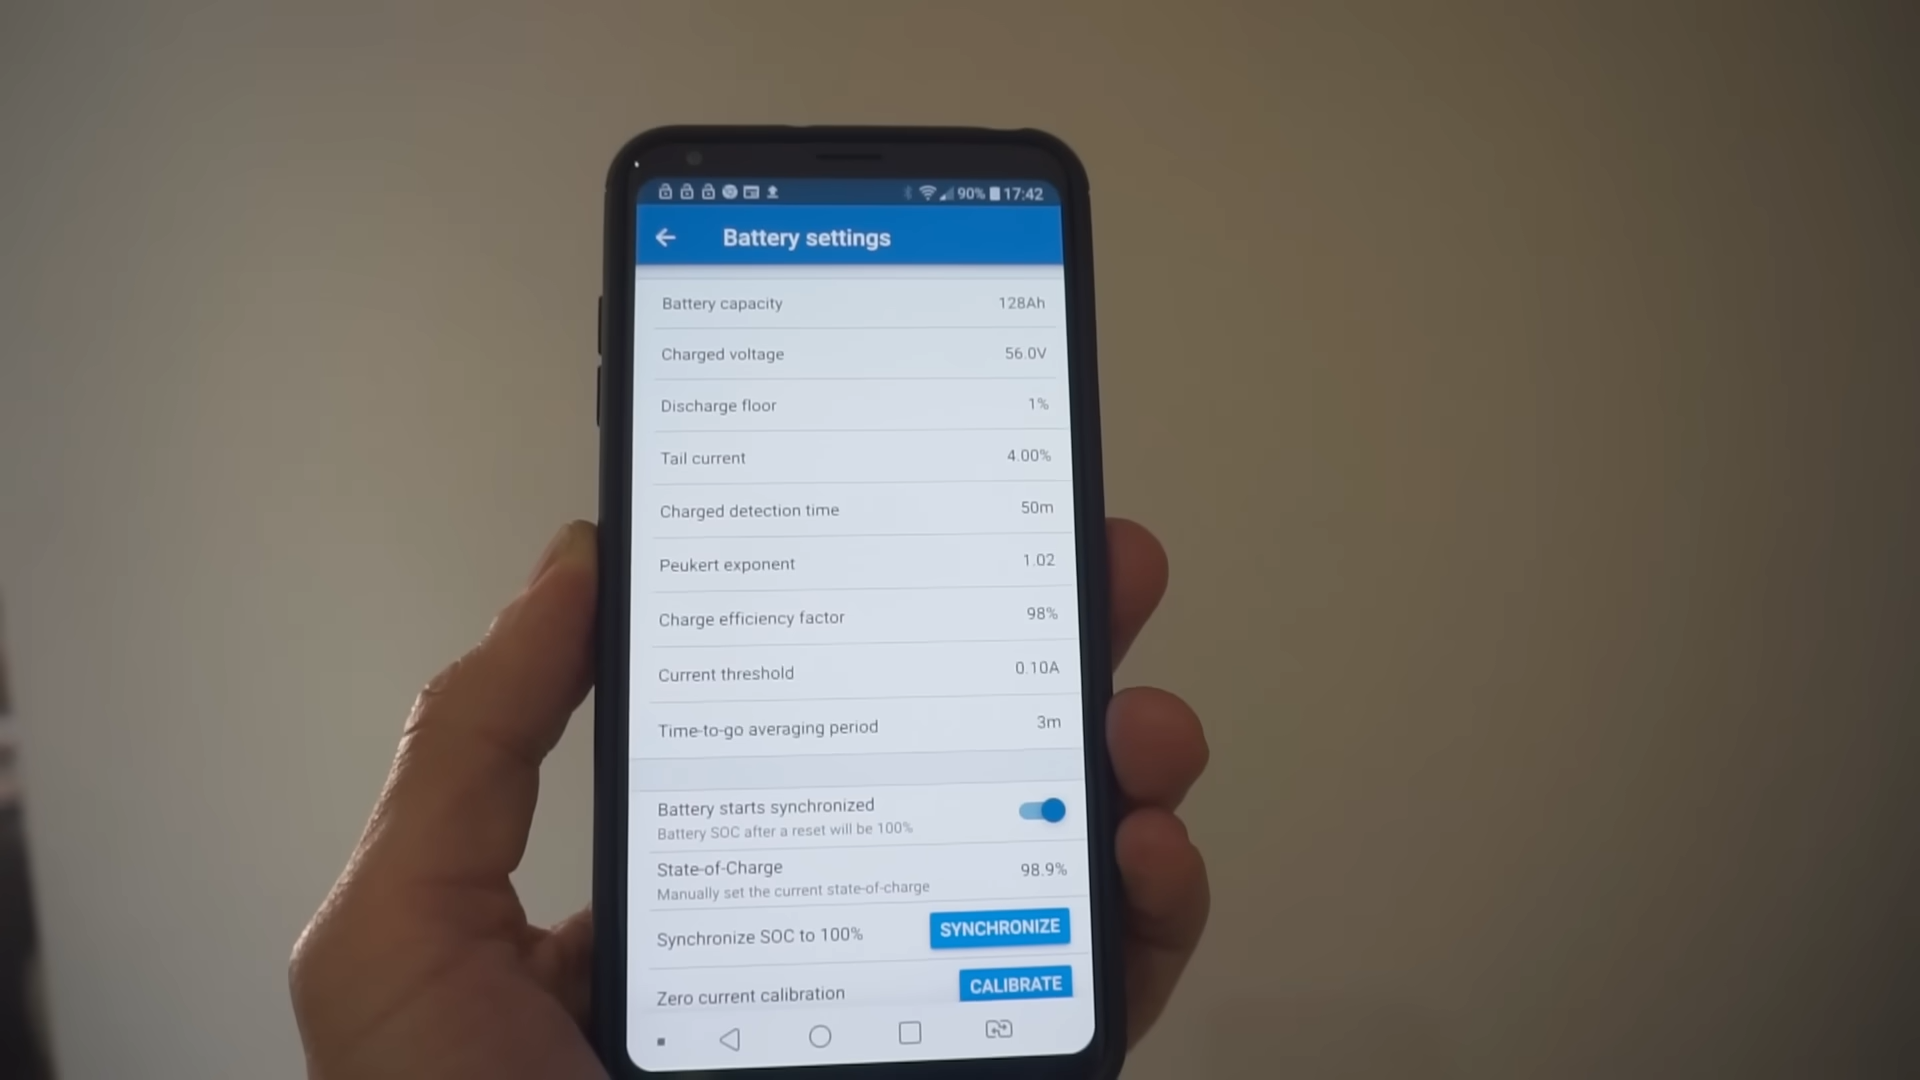 90% 17:42
Battery settings
Battery capacity 128Ah
Charged voltage 56.0V
Discharge floor 1%
Tail current 4.00%
Charged detection time 50m
Peukert exponent 1.02
Charge efficiency factor 98%
Current threshold 0.10A
Time-to-go averaging period 3m
Battery starts synchronized
Battery SOC after a reset will be 100%
State-of-Charge 98.9%
Manually set the current state-of-charge
Synchronize SOC to 100% SYNCHRONIZE
Zero current calibration CALIBRATE